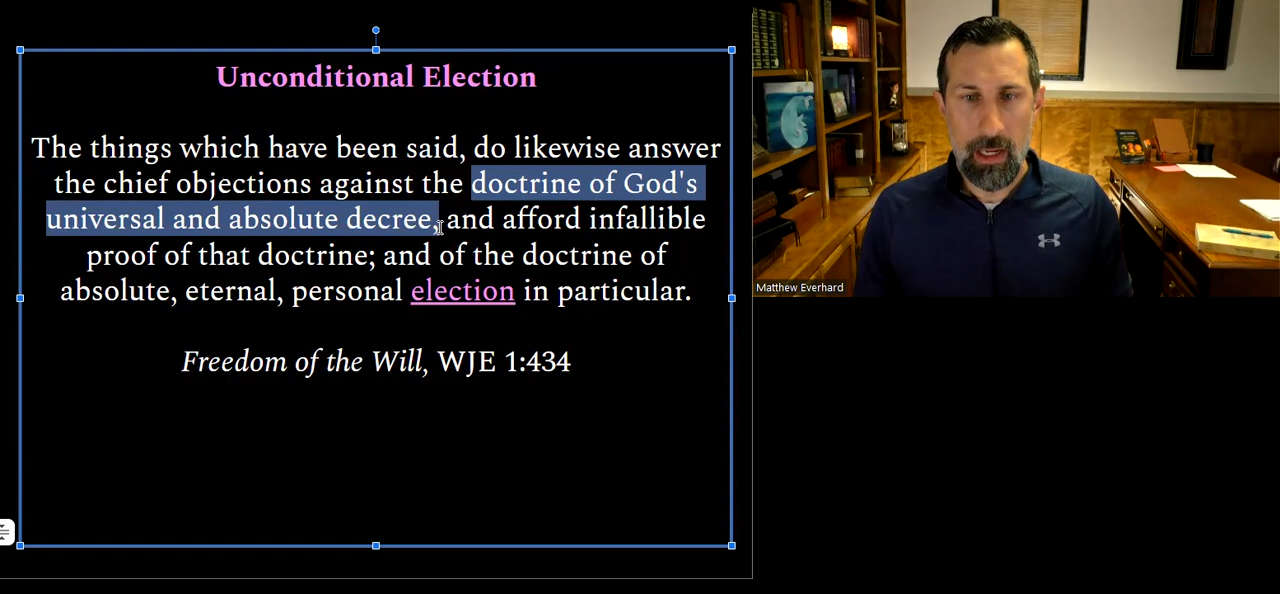 Unconditional Election
The things which have been said, do likewise answer
the chief objections against the doctrine of God's
universal and absolute decree, and afford infallible
proof of that doctrine; and of the doctrine of
absolute, eternal, personal election in particular.
Freedom of the Will, WJE 1:434
Matthew Everhard